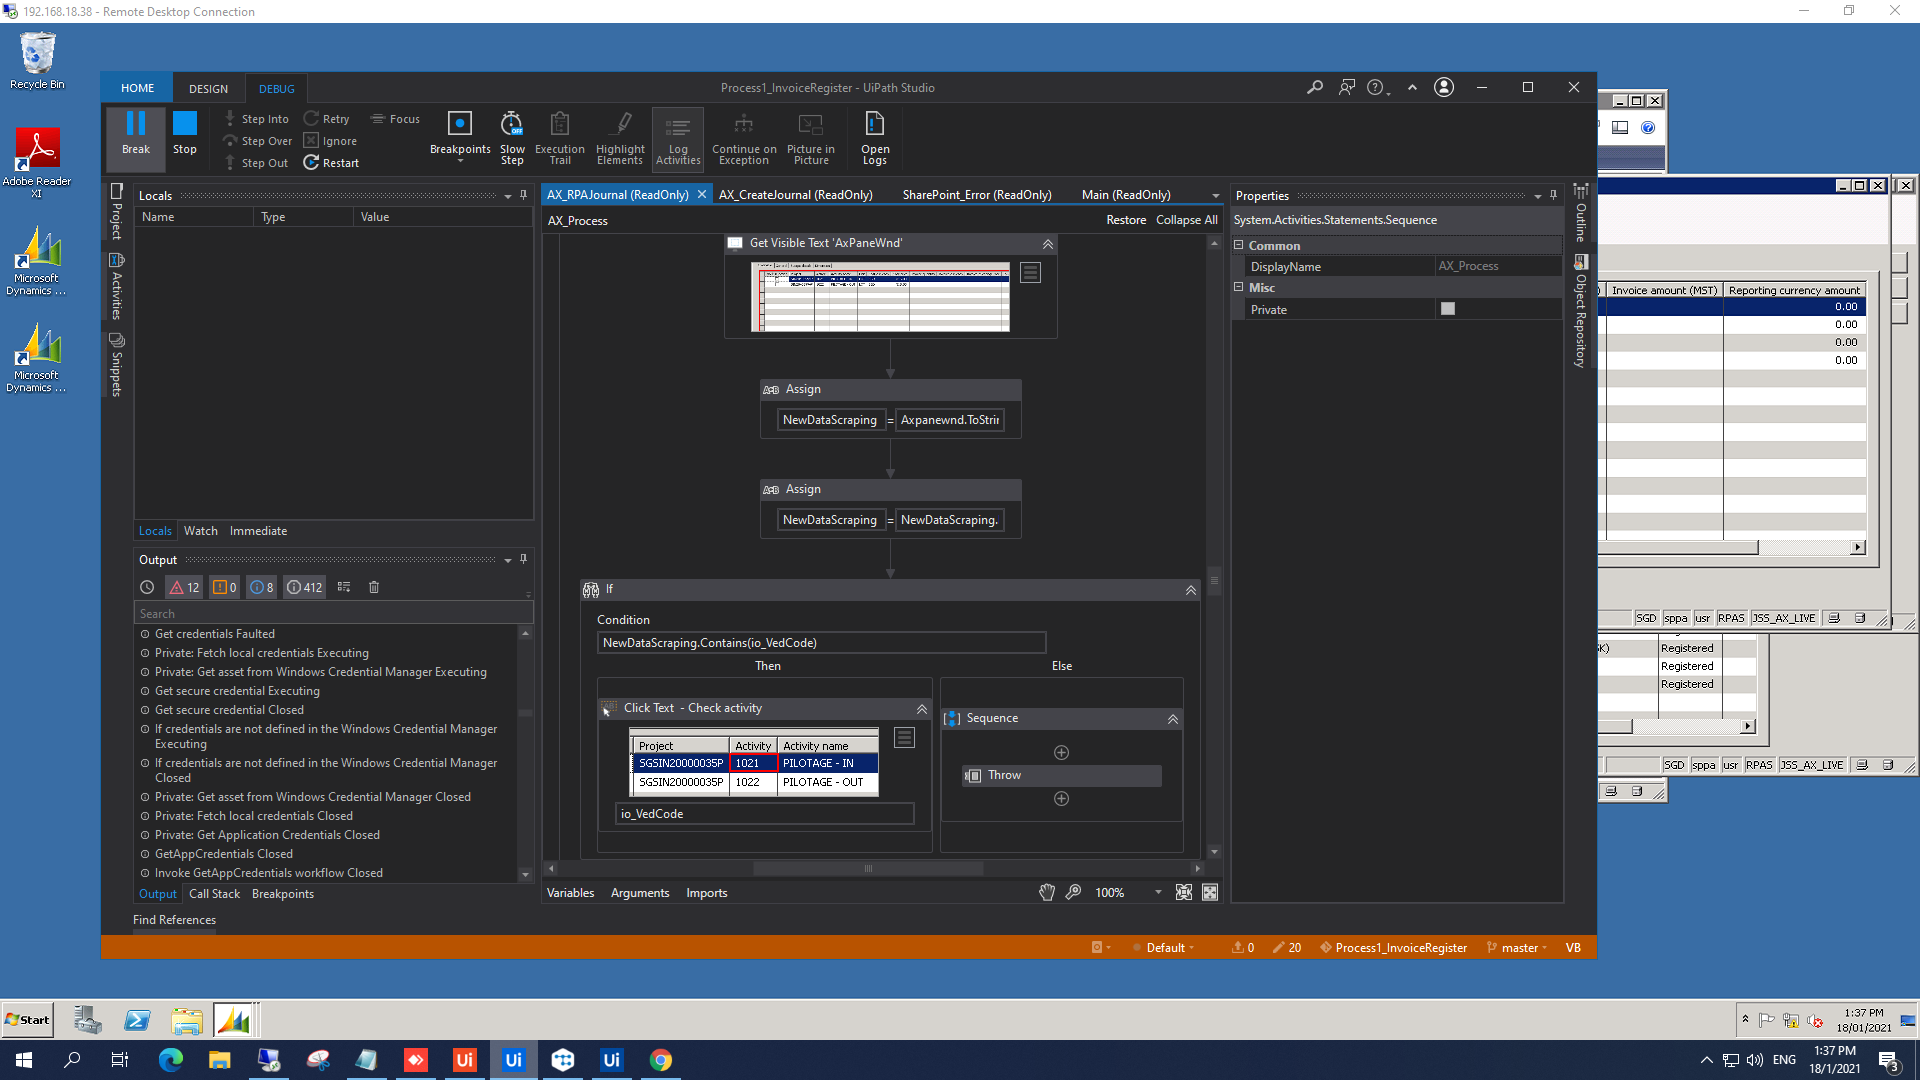 192.168.18.38 - Remote Desktop Connection
Recycle Bin
Adobe Reader
XI
Microsoft
Dynamics ...
Microsoft
Dynamics ...
HOME
DESIGN
DEBUG
Process1_InvoiceRegister - UiPath Studio
Break
Stop
Step Into
Step Over
Step Out
Retry
Ignore
Restart
Focus
Breakpoints
Slow
Step
OFF
Execution
Trail
Highlight
Elements
Log
Activities
Continue on
Exception
Picture in
Picture
Open
Logs
Project
Activities
Snippets
Locals
Name Type Value
Locals Watch Immediate
Output
12 0 8 412
Search
Get credentials Faulted
Private: Fetch local credentials Executing
Private: Get asset from Windows Credential Manager Executing
Get secure credential Executing
Get secure credential Closed
If credentials are not defined in the Windows Credential Manager
Executing
If credentials are not defined in the Windows Credential Manager
Closed
Private: Get asset from Windows Credential Manager Closed
Private: Fetch local credentials Closed
Private: Get Application Credentials Closed
GetAppCredentials Closed
Invoke GetAppCredentials workflow Closed
Output Call Stack Breakpoints
Find References
AX_RPAJournal (ReadOnly) AX_CreateJournal (ReadOnly) SharePoint_Error (ReadOnly) Main (ReadOnly)
AX_Process
Restore Collapse All
Get Visible Text 'AxPaneWnd'
A=B Assign
NewDataScraping = Axpanewnd.ToStrin
A=B Assign
NewDataScraping = NewDataScraping.
If
Condition
NewDataScraping.Contains(io_VedCode)
Then Else
Click Text - Check activity
Project Activity Activity name
SGSIN20000035P 1021 PILOTAGE - IN
SGSIN20000035P 1022 PILOTAGE - OUT
io_VedCode
Sequence
Throw
Variables Arguments Imports
100%
Properties
System.Activities.Statements.Sequence
Common
DisplayName AX_Process
Misc
Private
Outline
Object Repository
Default 0 20 Process1_InvoiceRegister master VB
Invoice amount (MST) Reporting currency amount
0.00
0.00
0.00
0.00
SGD sppa usr RPAS JSS_AX_LIVE
Registered
Registered
Registered
SGD sppa usr RPAS JSS_AX_LIVE
Start
1:37 PM
18/01/2021
Ui
Ui
Ui
ENG
1:37 PM
18/1/2021
3